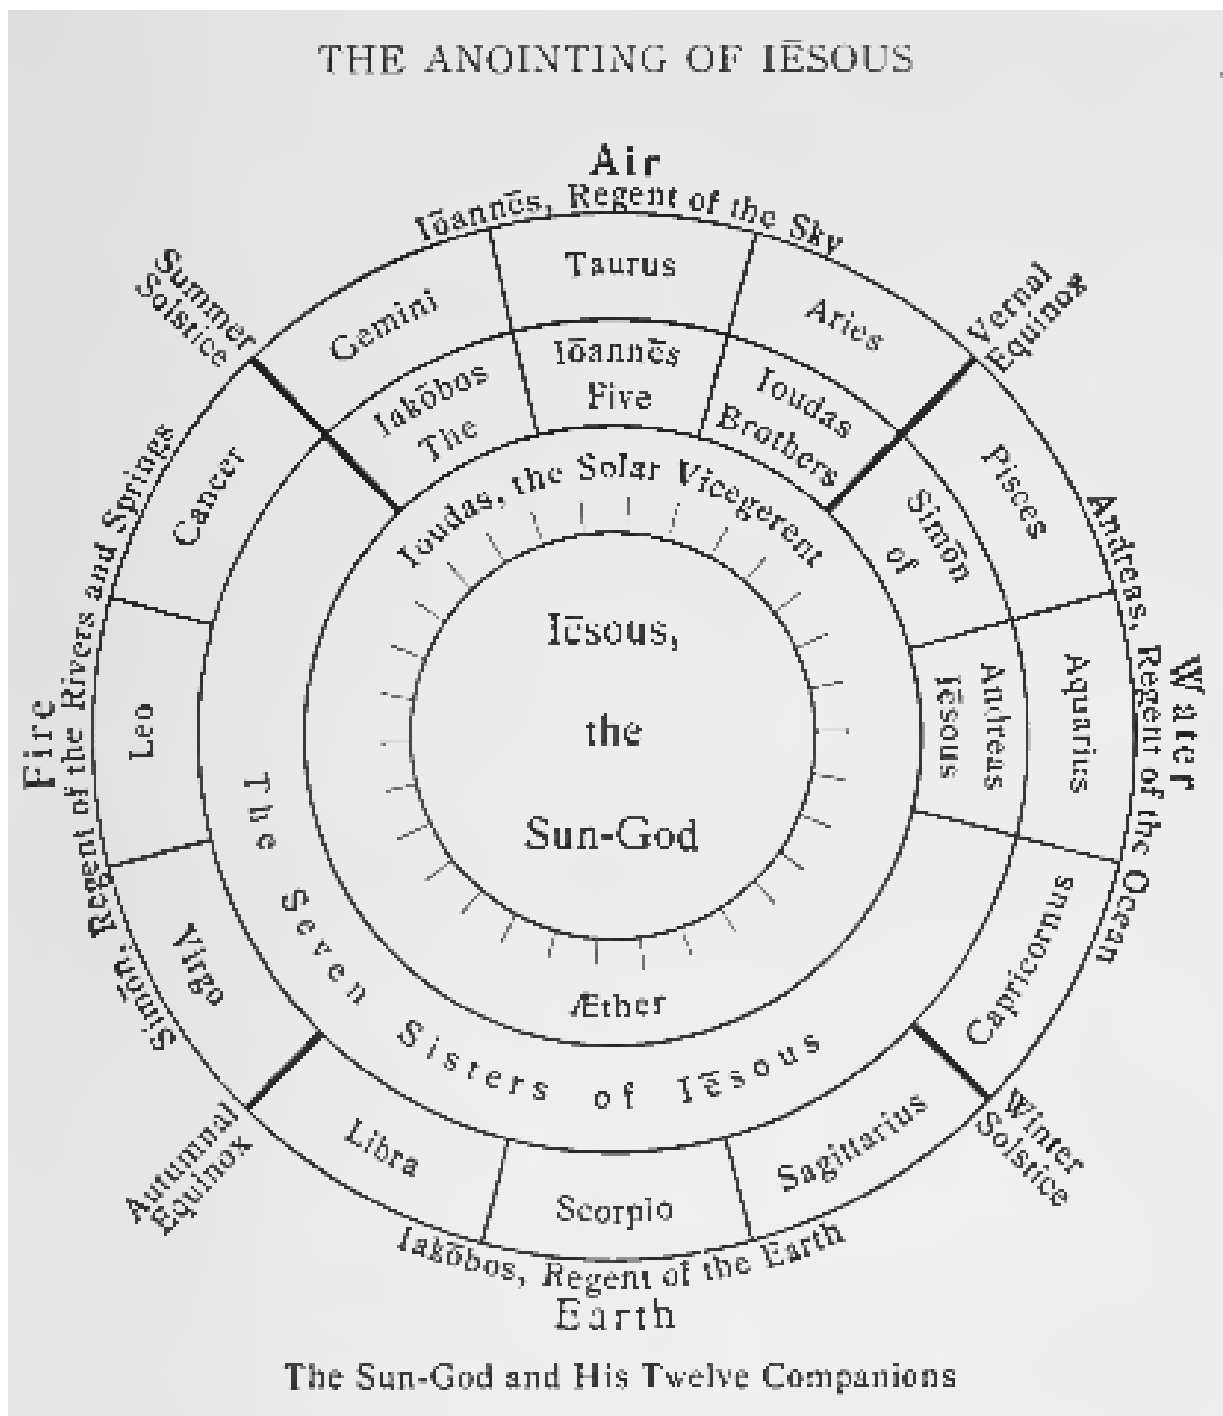 THE ANOINTING OF IĒSOUS
Air
Iōannēs, Regent of the Sky
Summer
Solstice
Vernal
Equinox
Gemini
Taurus
Aries
Iakōbos
The
Iōannēs
Five
Ioudas
Brothers
Cancer
Pisces
Simōn
of
Ioudas, the Solar Vicegerent
Fire
Simōn, Regent of the Rivers and Springs
Leo
Iēsous,
the
Sun-God
Andreas
Iēsous
Aquarius
Andreas, Regent of the Ocean
Water
Virgo
Capricornus
Æther
The Seven Sisters of Iēsous
Libra
Scorpio
Sagittarius
Autumnal
Equinox
Winter
Solstice
Iakōbos, Regent of the Earth
Earth
The Sun-God and His Twelve Companions